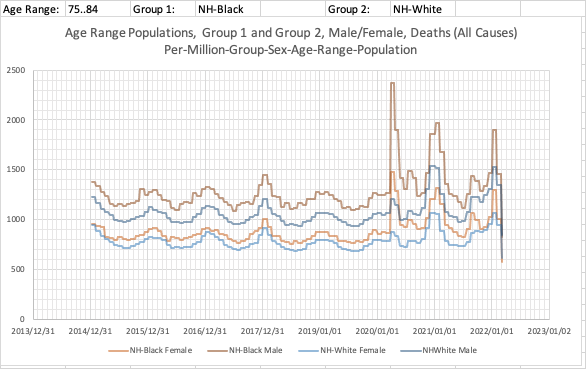 Age Range: 75..84 Group 1: NH-Black Group 2: NH-White
Age Range Populations, Group 1 and Group 2, Male/Female, Deaths (All Causes)
Per-Million-Group-Sex-Age-Range-Population
2500
2000
1500
1000
500
0
2013/12/31 2014/12/31 2015/12/31 2016/12/31 2017/12/31 2019/01/01 2020/01/01 2021/01/01 2022/01/01 2023/01/01
NH-Black Female NH-Black Male NH-White Female NHWhite Male